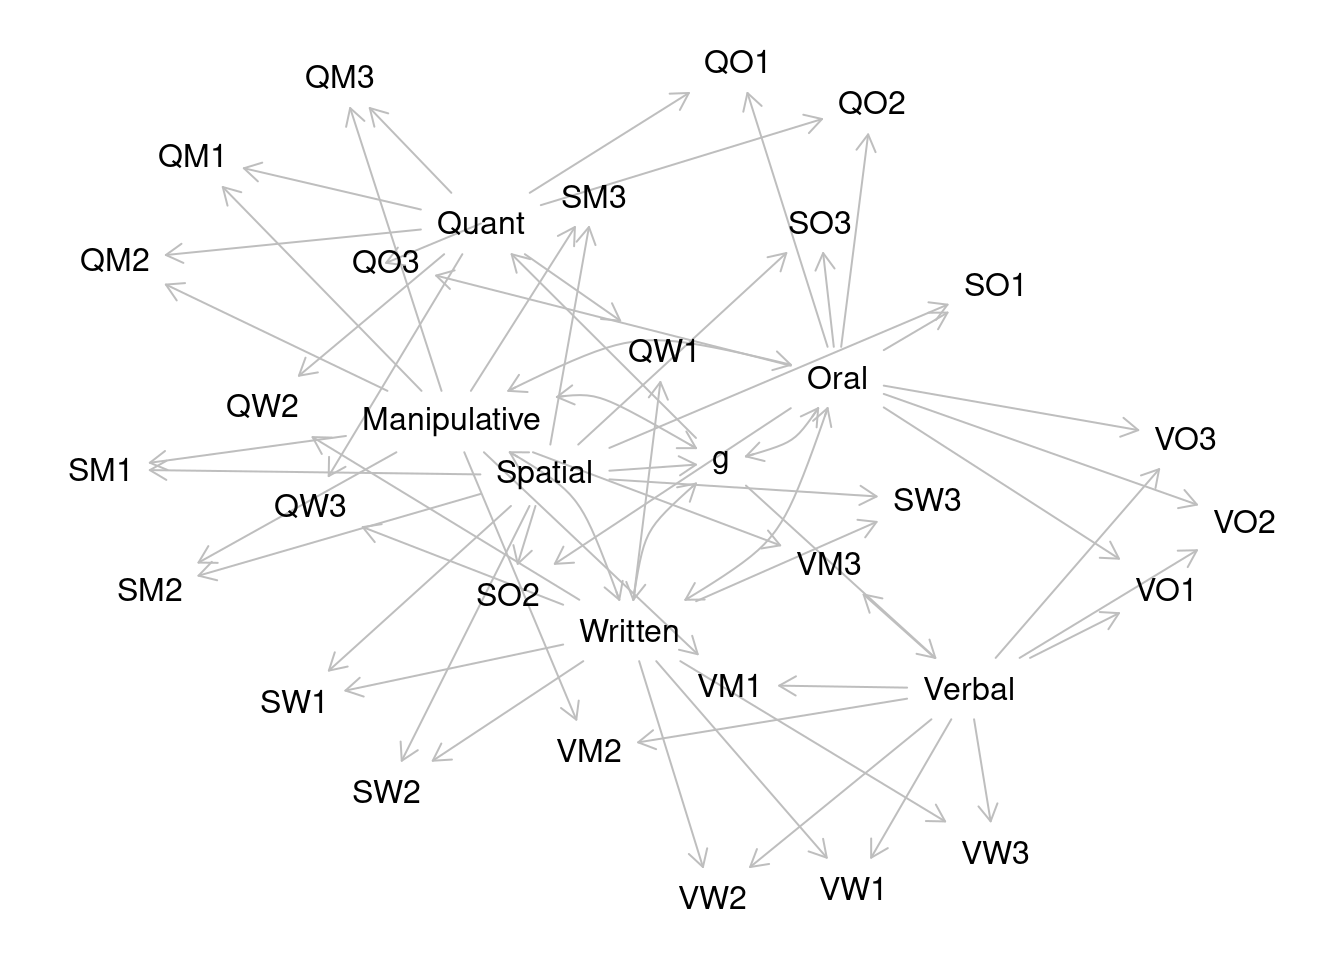 QO1
QM3
QO2
QM1
SM3
Quant
SO3
QM2
QO3
SO1
QW1
Oral
QW2
Manipulative
VO3
g
SM1
Spatial
SW3
QW3
VO2
VM3
SM2
SO2
VO1
Written
VM1
Verbal
SW1
VM2
SW2
VW3
VW1
VW2